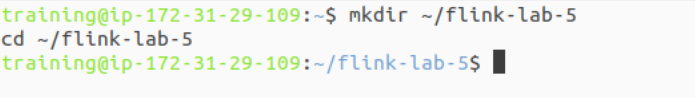 training@ip-172-31-29-109:~$ mkdir ~/flink-lab-5
cd ~/flink-lab-5
training@ip-172-31-29-109:~/flink-lab-5$